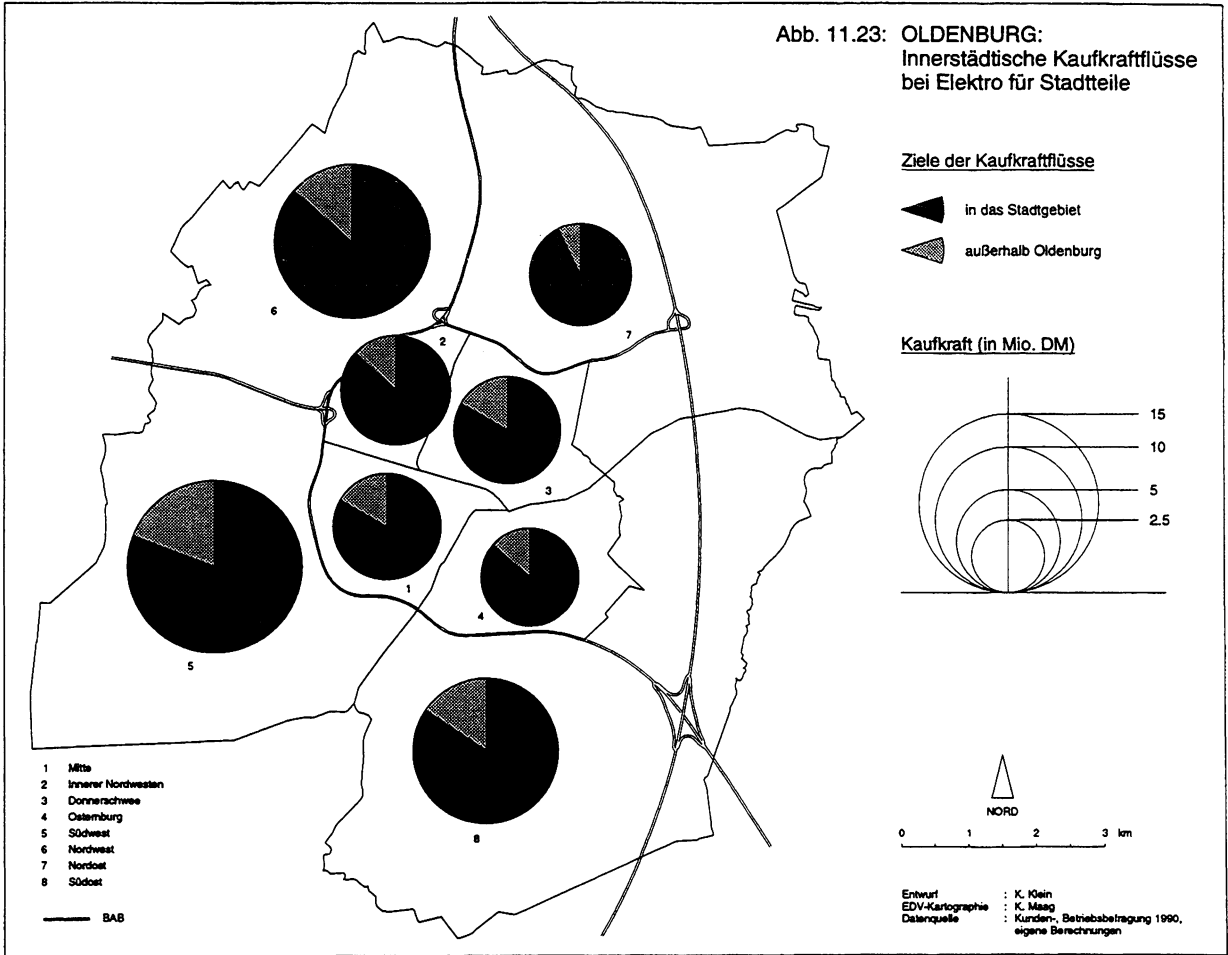 Abb. 11.23: OLDENBURG:
Innerstädtische Kaufkraftflüsse
bei Elektro für Stadtteile
Ziele der Kaufkraftflüsse
in das Stadtgebiet
außerhalb Oldenburg
Kaufkraft (in Mio. DM)
15
10
5
2.5
6
7
2
3
1
4
5
8
1 Mitte
2 Innerer Nordwesten
3 Donnerschwee
4 Osternburg
5 Südwest
6 Nordwest
7 Nordost
8 Südost
BAB
NORD
0 1 2 3 km
Entwurf : K. Klein
EDV-Kartographie : K. Maag
Datenquelle : Kunden-, Betriebsbefragung 1990,
eigene Berechnungen